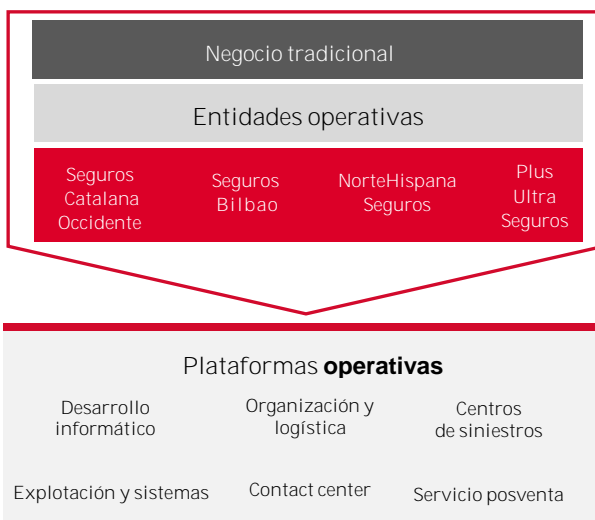 Negocio tradicional
Entidades operativas
Seguros
Catalana
Occidente
Seguros
Bilbao
NorteHispana
Seguros
Plus
Ultra
Seguros
Plataformas operativas
Desarrollo
informático
Organización y
logística
Centros
de siniestros
Explotación y sistemas
Contact center
Servicio posventa